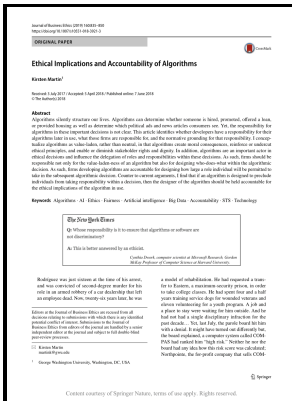 Journal of Business Ethics (2019) 160:835–850
https://doi.org/10.1007/s10551-018-3921-3
ORIGINAL PAPER
CrossMark
Ethical Implications and Accountability of Algorithms
Kirsten Martin¹
Received: 5 July 2017 / Accepted: 5 April 2018 / Published online: 7 June 2018
© The Author(s) 2018
Abstract
Algorithms silently structure our lives. Algorithms can determine whether someone is hired, promoted, offered a loan,
or provided housing as well as determine which political ads and news articles consumers see. Yet, the responsibility for
algorithms in these important decisions is not clear. This article identifies whether developers have a responsibility for their
algorithms later in use, what those firms are responsible for, and the normative grounding for that responsibility. I concep-
tualize algorithms as value-laden, rather than neutral, in that algorithms create moral consequences, reinforce or undercut
ethical principles, and enable or diminish stakeholder rights and dignity. In addition, algorithms are an important actor in
ethical decisions and influence the delegation of roles and responsibilities within these decisions. As such, firms should be
responsible not only for the value-laden-ness of an algorithm but also for designing who-does-what within the algorithmic
decision. As such, firms developing algorithms are accountable for designing how large a role individual will be permitted to
take in the subsequent algorithmic decision. Counter to current arguments, I find that if an algorithm is designed to preclude
individuals from taking responsibility within a decision, then the designer of the algorithm should be held accountable for
the ethical implications of the algorithm in use.
Keywords Algorithms · AI · Ethics · Fairness · Artificial intelligence · Big Data · Accountability · STS · Technology
The New York Times
Q: Whose responsibility is it to ensure that algorithms or software are
not discriminatory?
A: This is better answered by an ethicist.
Cynthia Dwork, computer scientist at Microsoft Research Gordon
McKay Professor of Computer Science at Harvard University.
Rodríguez was just sixteen at the time of his arrest,
and was convicted of second-degree murder for his
role in an armed robbery of a car dealership that left
an employee dead. Now, twenty-six years later, he was
a model of rehabilitation. He had requested a trans-
fer to Eastern, a maximum-security prison, in order
to take college classes. He had spent four and a half
years training service dogs for wounded veterans and
eleven volunteering for a youth program. A job and
a place to stay were waiting for him outside. And he
had not had a single disciplinary infraction for the
past decade… Yet, last July, the parole board hit him
with a denial. It might have turned out differently but,
the board explained, a computer system called COM-
PAS had ranked him “high risk.” Neither he nor the
board had any idea how this risk score was calculated;
Northpointe, the for-profit company that sells COM-
Editors at the Journal of Business Ethics are recused from all
decisions relating to submissions with which there is any identified
potential conflict of interest. Submissions to the Journal of
Business Ethics from editors of the journal are handled by a senior
independent editor at the journal and subject to full double-blind
peer review processes.
Kirsten Martin
martink@gwu.edu
1 George Washington University, Washington, DC, USA
Springer
Content courtesy of Springer Nature, terms of use apply. Rights reserved.